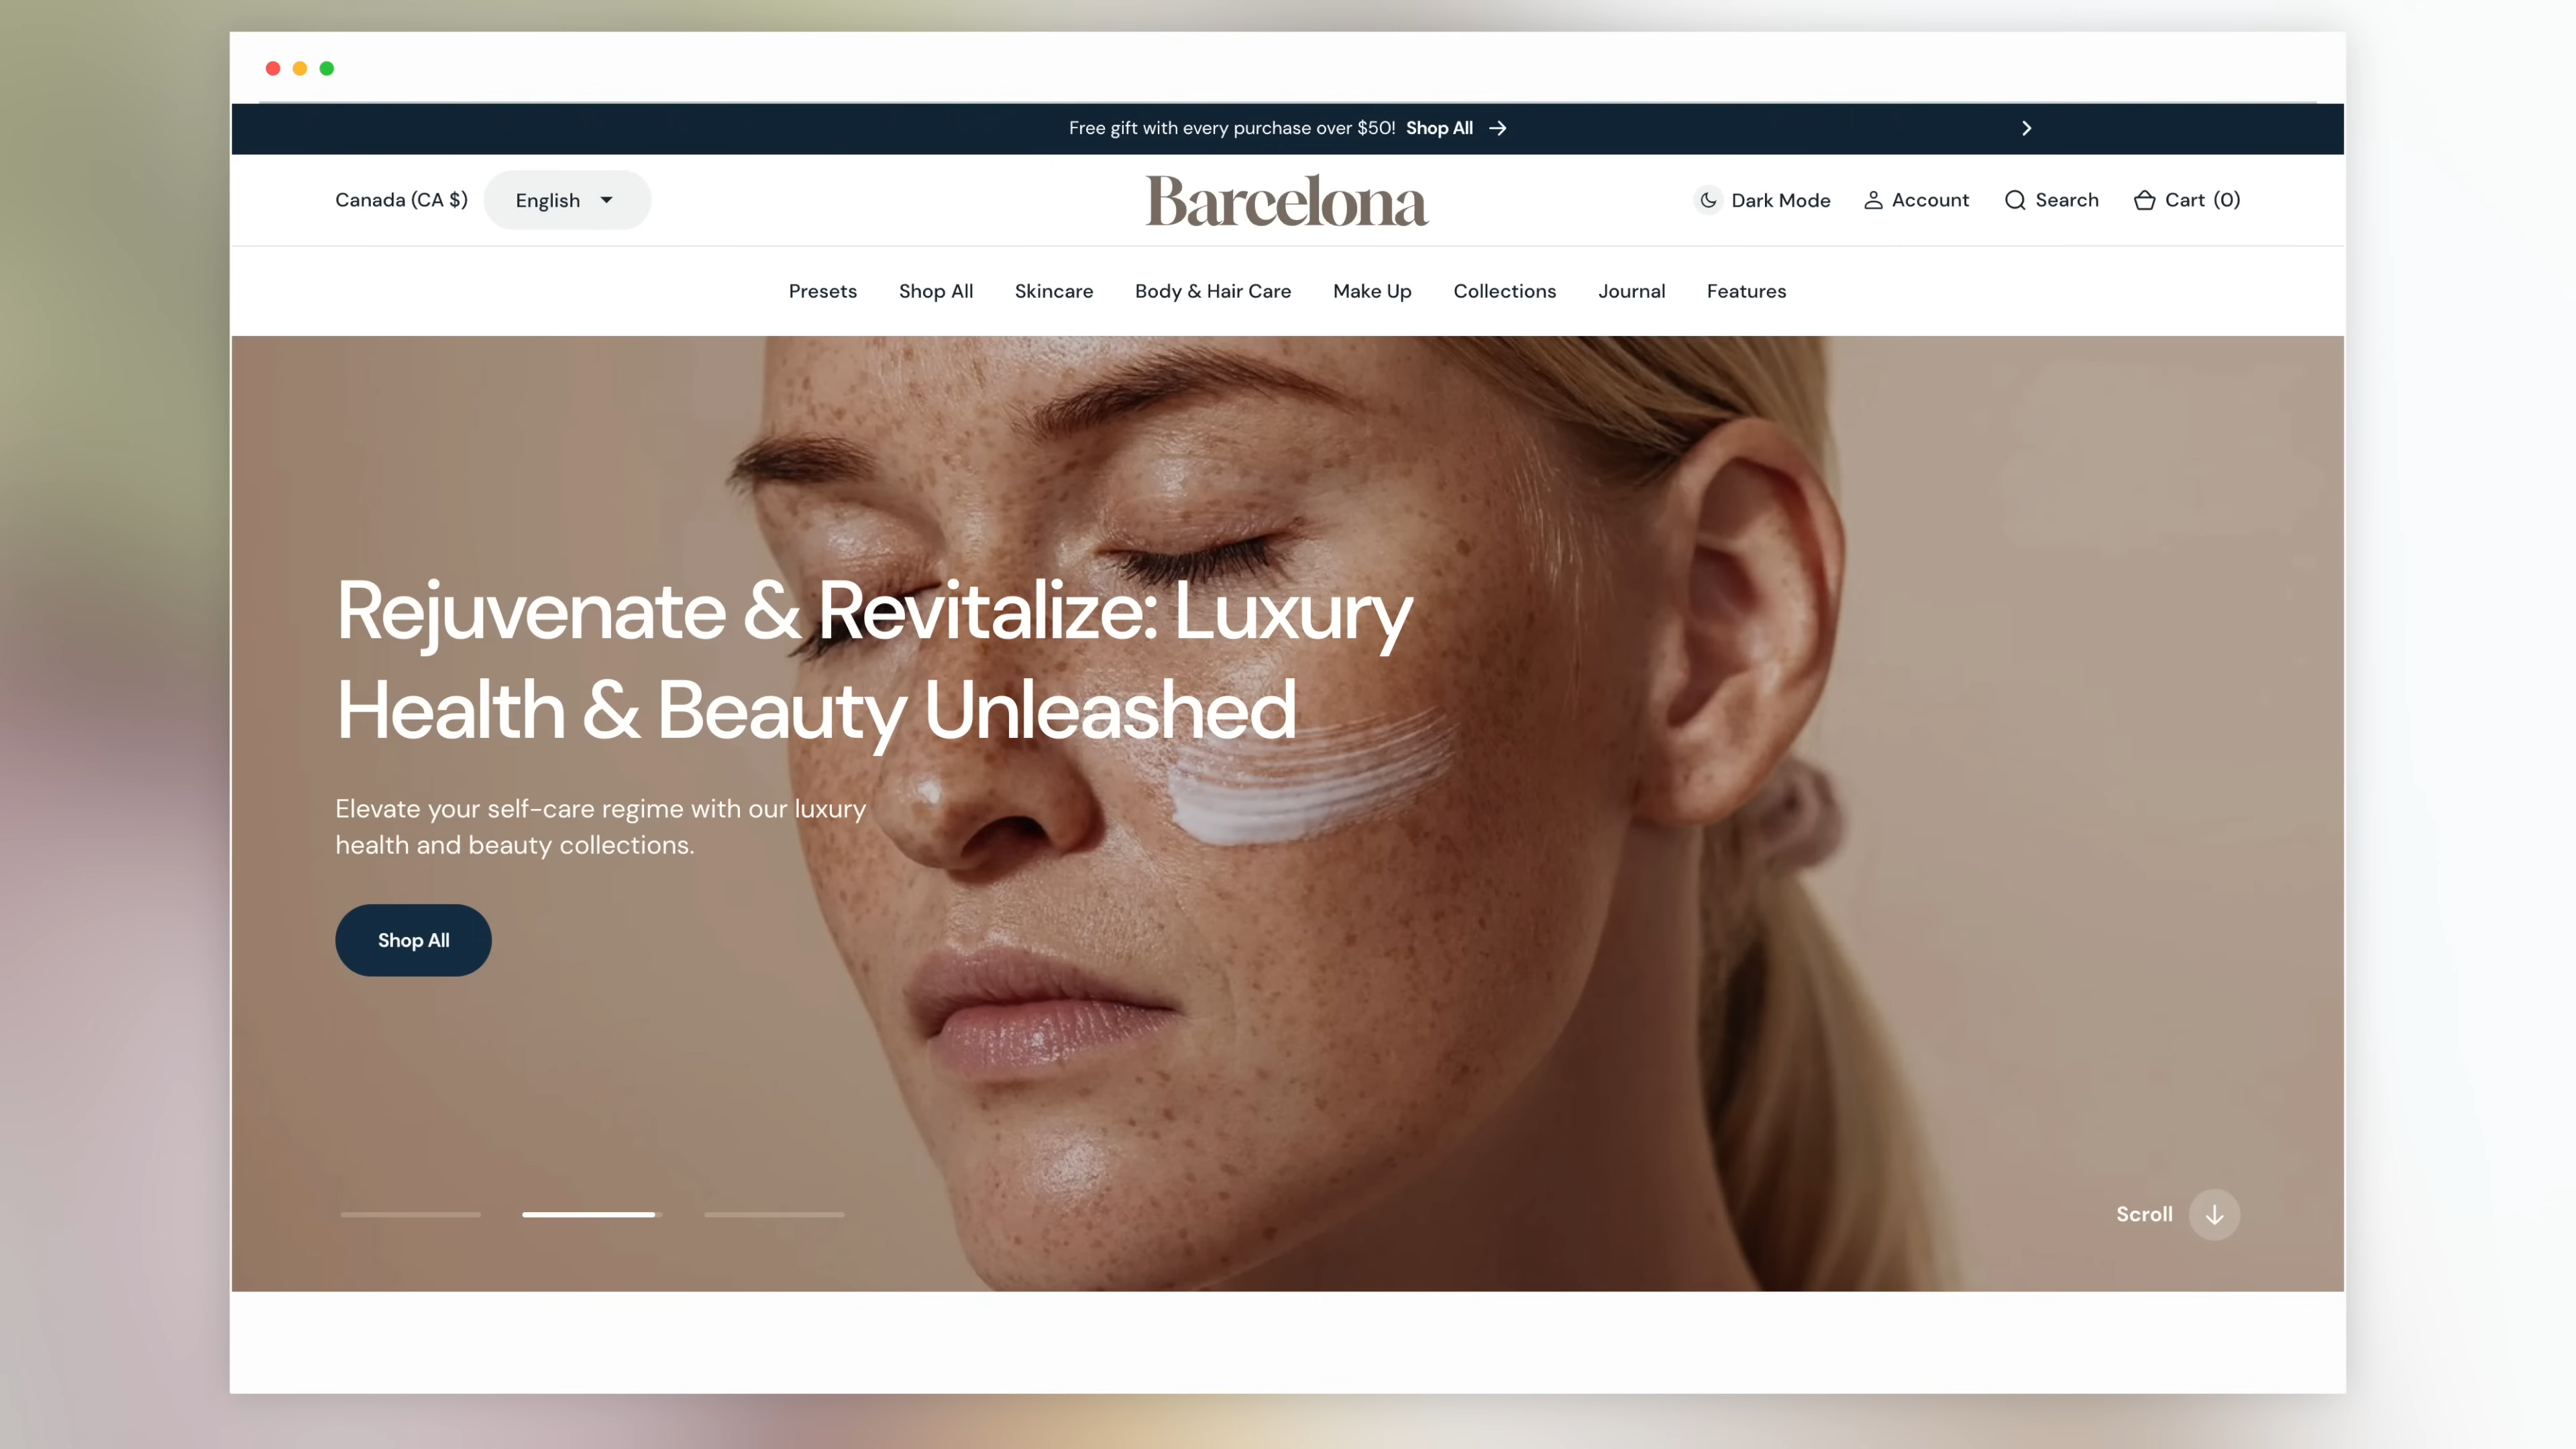 Free gift with every purchase over $50! Shop All
Canada (CA $) English
Barcelona
Dark Mode Account Search Cart (0)
Presets Shop All Skincare Body & Hair Care Make Up Collections Journal Features
Rejuvenate & Revitalize: Luxury
Health & Beauty Unleashed
Elevate your self-care regime with our luxury
health and beauty collections.
Shop All
Scroll